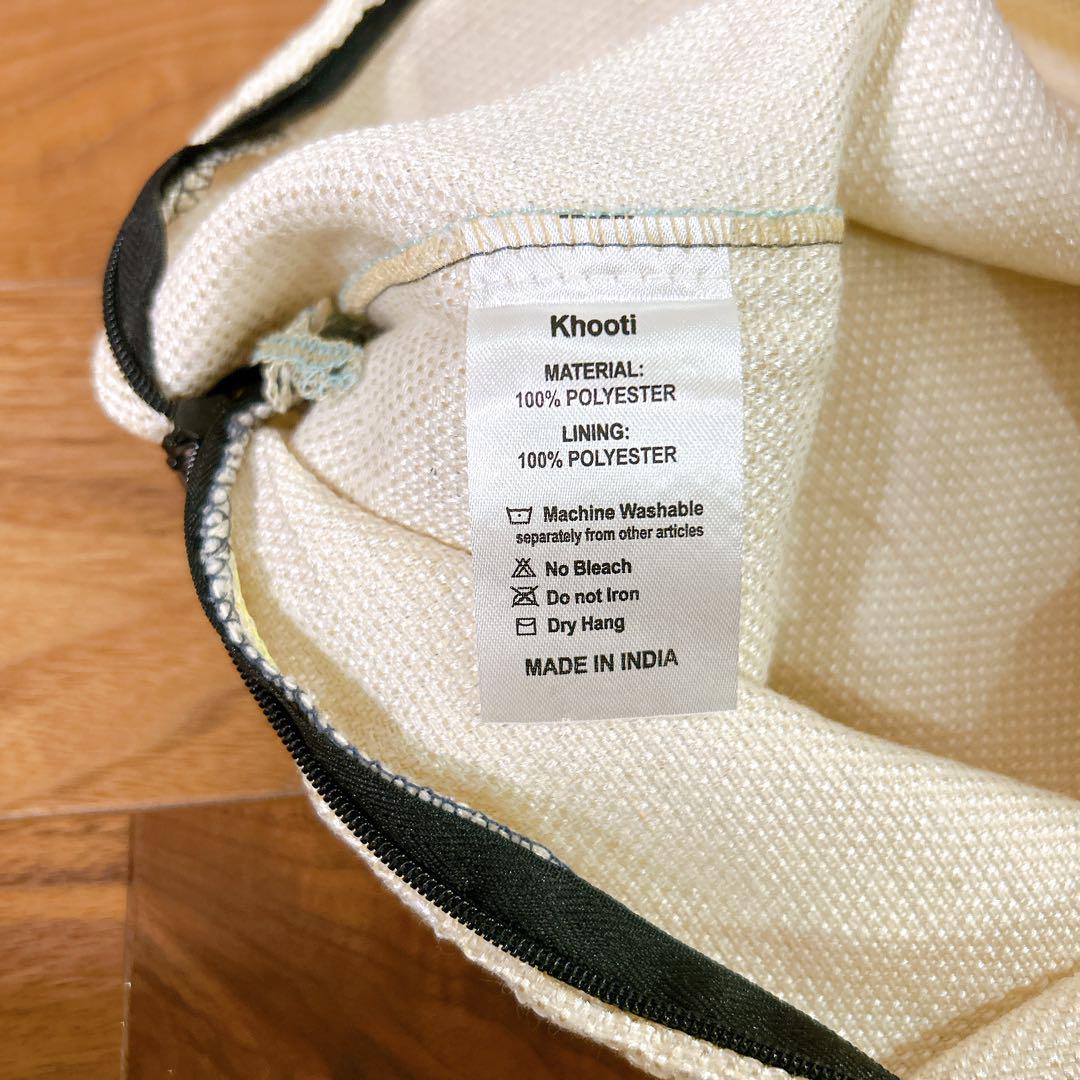 Khooti
MATERIAL:
100% POLYESTER
LINING:
100% POLYESTER
Machine Washable
separately from other articles
No Bleach
Do not Iron
Dry Hang
MADE IN INDIA